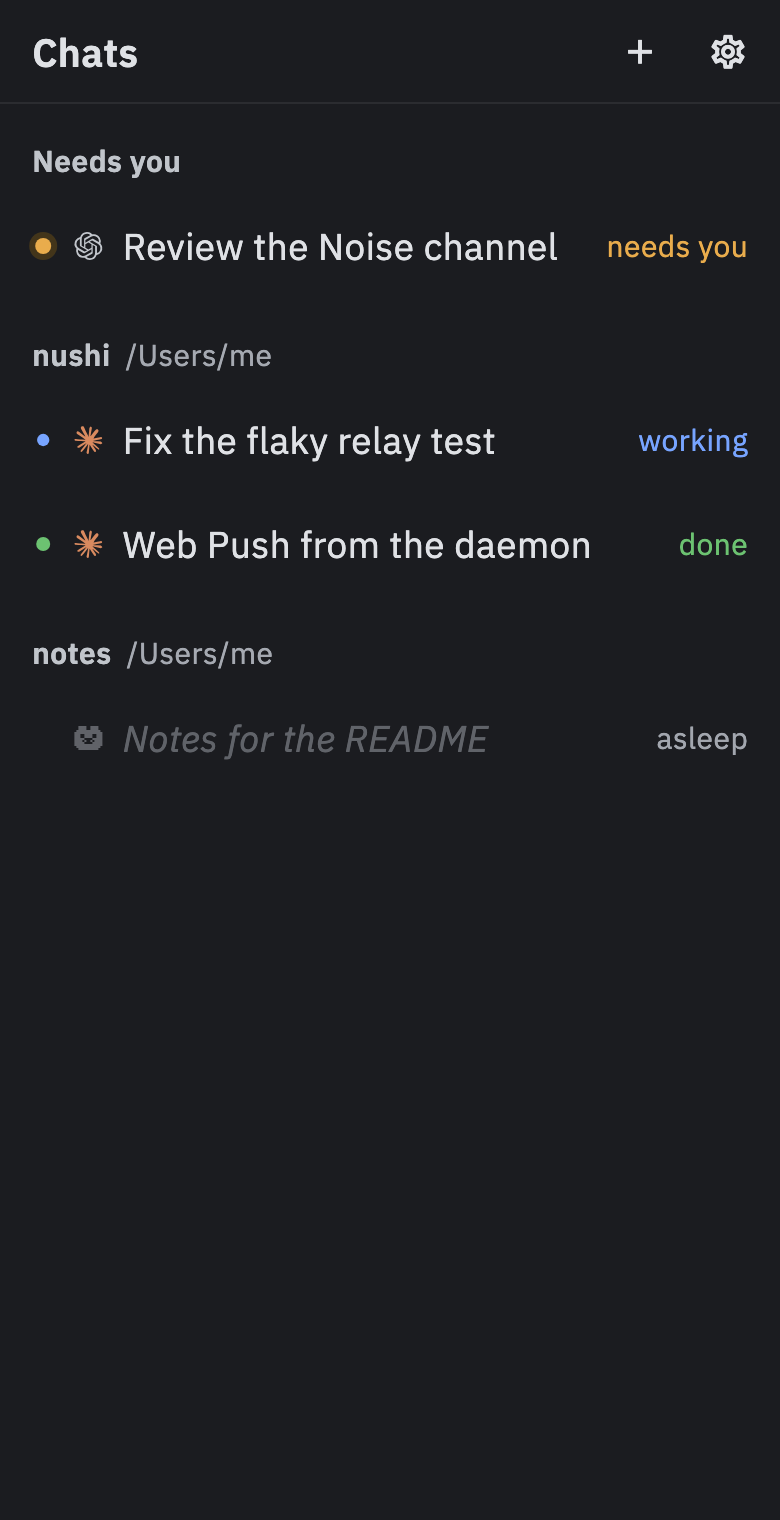 Chats
Needs you
Review the Noise channel needs you
nushi /Users/me
Fix the flaky relay test working
Web Push from the daemon done
notes /Users/me
Notes for the README asleep